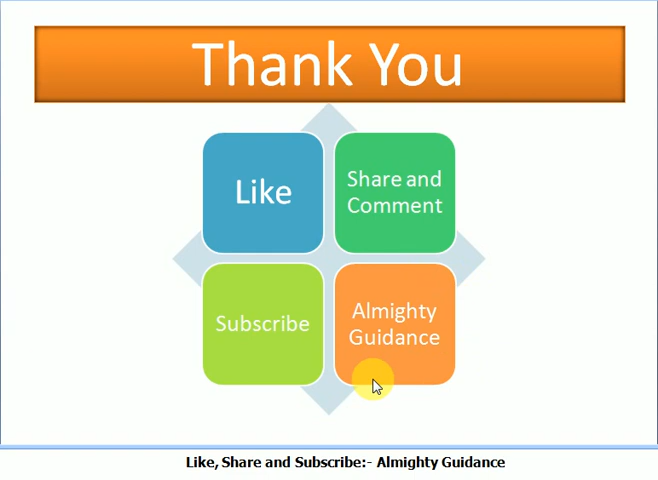 Thank You
Like
Share and
Comment
Subscribe
Almighty
Guidance
Like, Share and Subscribe:- Almighty Guidance